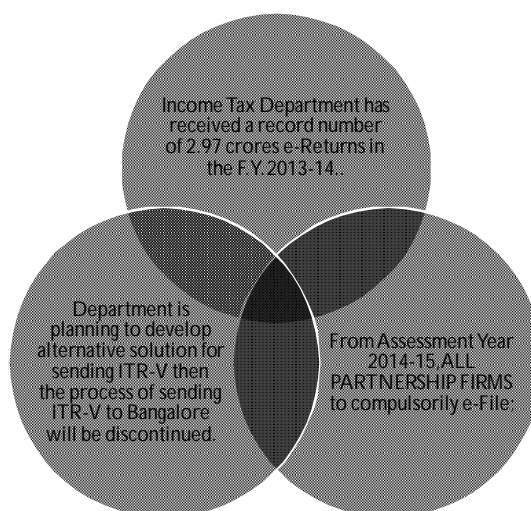 Income Tax Department has
received a record number
of 2.97 crores e-Returns in
the F.Y. 2013-14..
Department is
planning to develop
alternative solution for
sending ITR-V then
the process of sending
ITR-V to Bangalore
will be discontinued.
From Assessment Year
2014-15,ALL
PARTNERSHIP FIRMS
to compulsorily e-File;